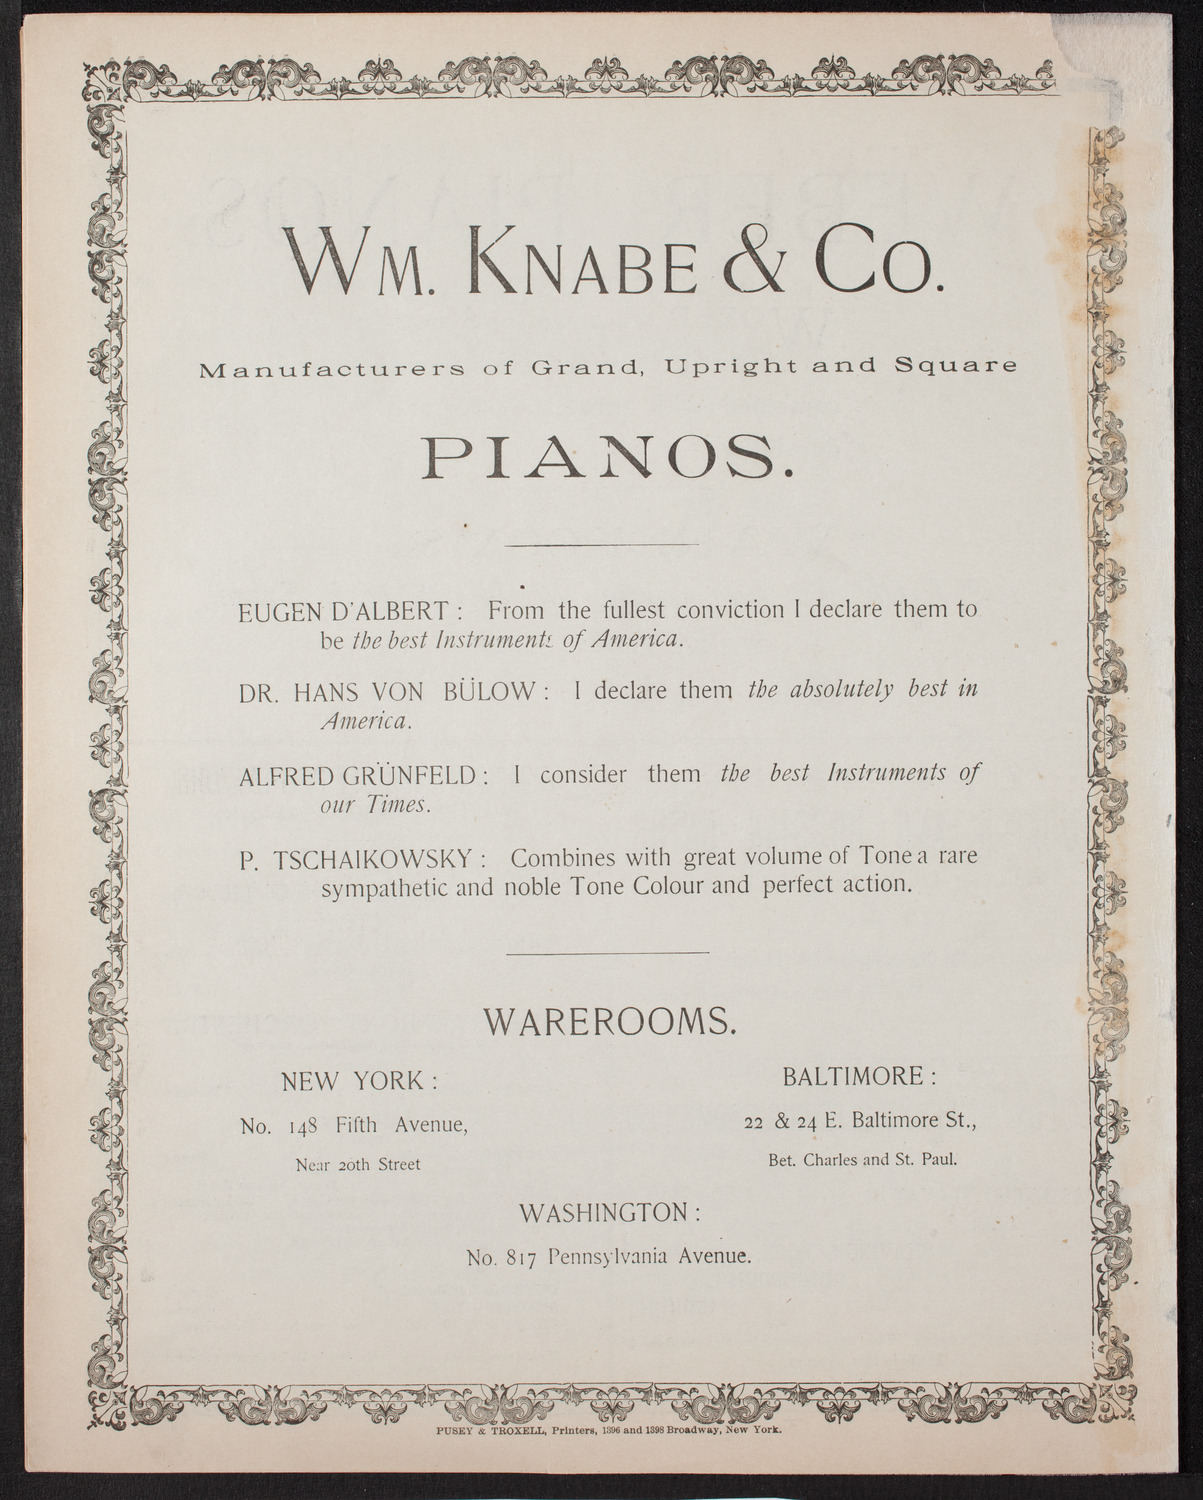 WM. KNABE & CO.
Manufacturers of Grand, Upright and Square
PIANOS.
EUGEN D'ALBERT : From the fullest conviction I declare them to
be the best Instruments of America.
DR. HANS VON BÜLOW : I declare them the absolutely best in
America.
ALFRED GRÜNFELD : I consider them the best Instruments of
our Times.
P. TSCHAIKOWSKY : Combines with great volume of Tone a rare
sympathetic and noble Tone Colour and perfect action.
WAREROOMS.
NEW YORK :
No. 148 Fifth Avenue,
Near 20th Street
BALTIMORE :
22 & 24 E. Baltimore St.,
Bet. Charles and St. Paul.
WASHINGTON :
No. 817 Pennsylvania Avenue.
PUSEY & TROXELL, Printers, 1396 and 1398 Broadway, New York.